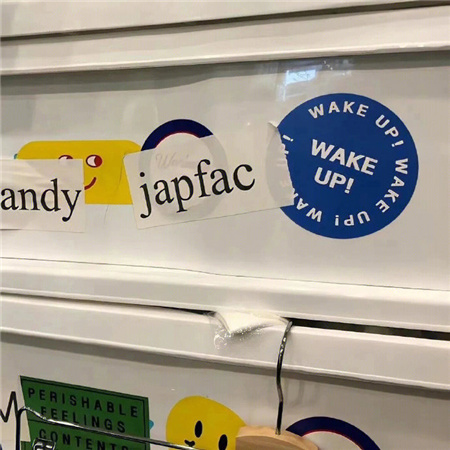 andy
japfac
WAKE UP! WAKE UP! WAKE UP!
WAKE
UP!
PERISHABLE
FEELINGS
CONTENTS